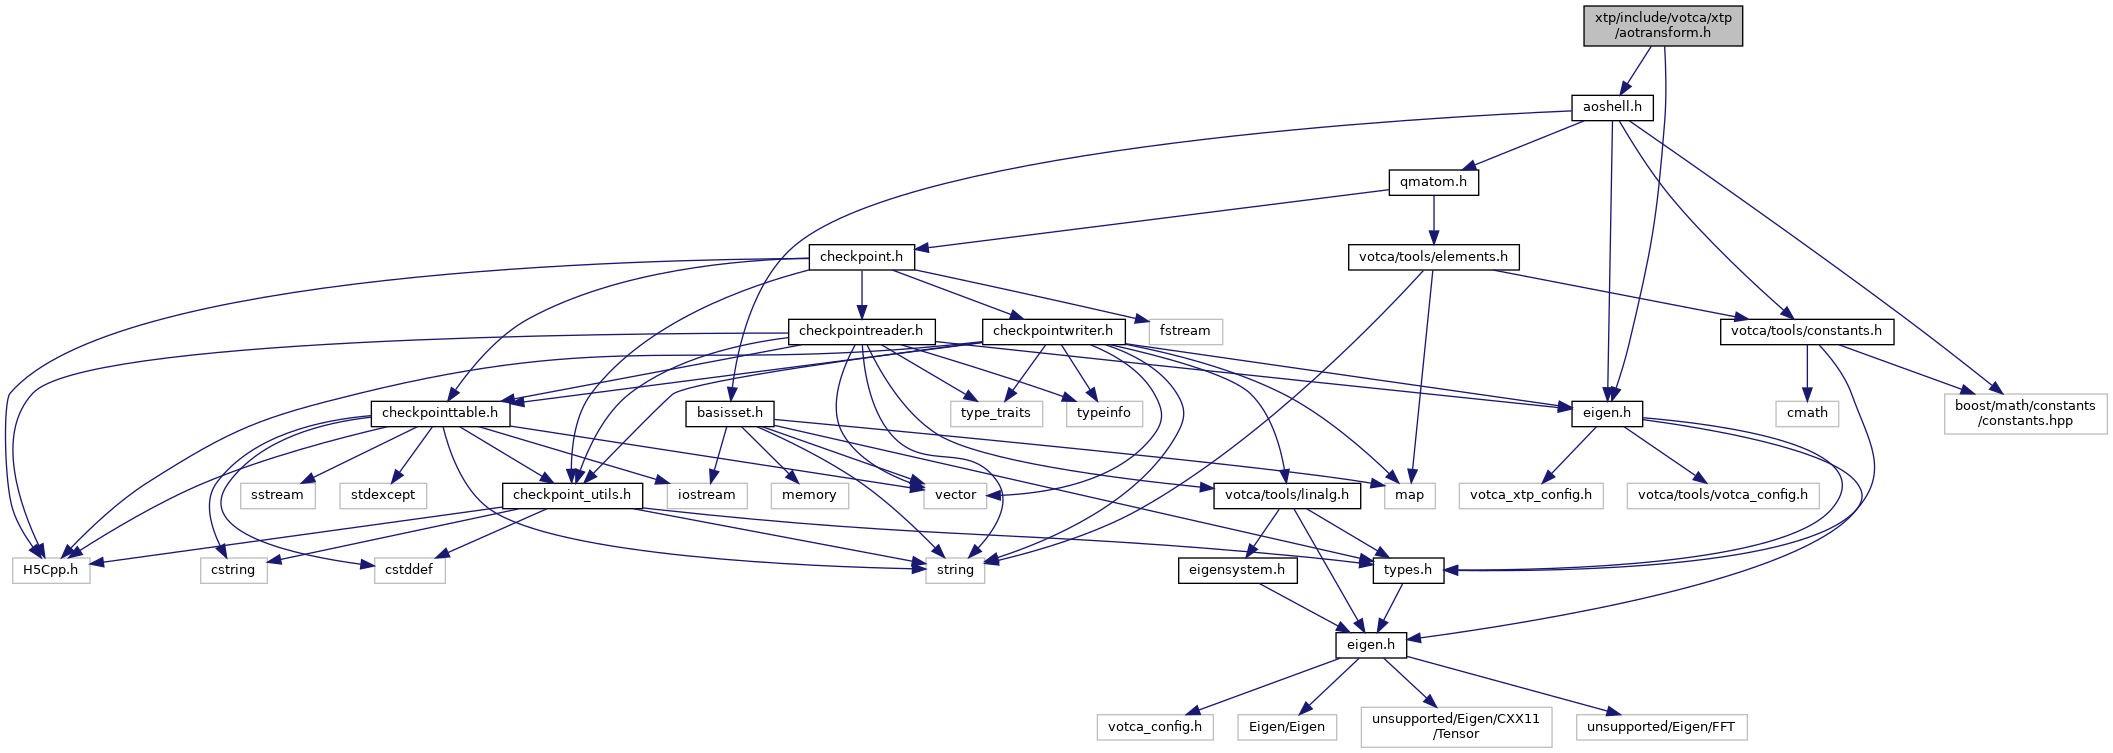 xtp/include/votca/xtp
/aotransform.h
aoshell.h
qmatom.h
checkpoint.h
votca/tools/elements.h
checkpointreader.h
checkpointwriter.h
fstream
votca/tools/constants.h
checkpointtable.h
basisset.h
type_traits
typeinfo
eigen.h
cmath
boost/math/constants
/constants.hpp
sstream
stdexcept
checkpoint_utils.h
iostream
memory
vector
votca/tools/linalg.h
map
votca_xtp_config.h
votca/tools/votca_config.h
H5Cpp.h
cstring
cstddef
string
eigensystem.h
types.h
eigen.h
votca_config.h
Eigen/Eigen
unsupported/Eigen/CXX11
/Tensor
unsupported/Eigen/FFT